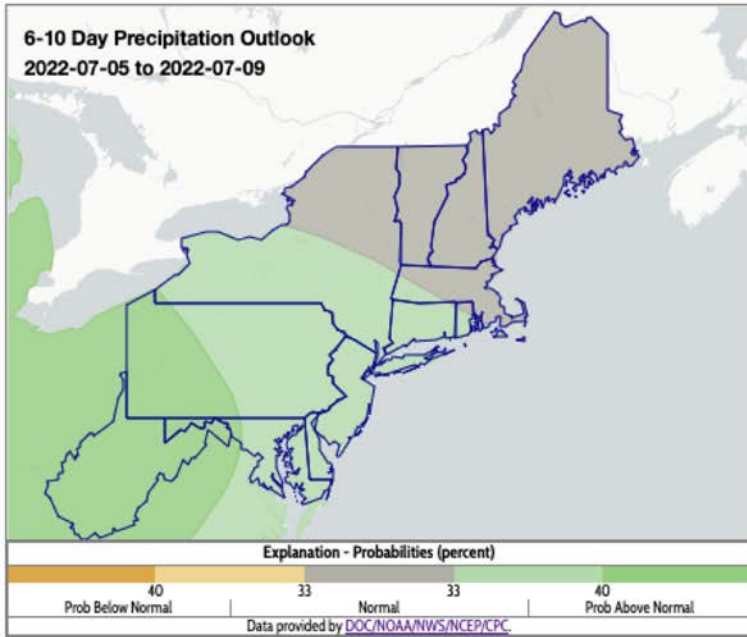 6-10 Day Precipitation Outlook
2022-07-05 to 2022-07-09
Explanation - Probabilities (percent)
40 33 33 40
Prob Below Normal Normal Prob Above Normal
Data provided by DOC/NOAA/NWS/NCEP/CPC.